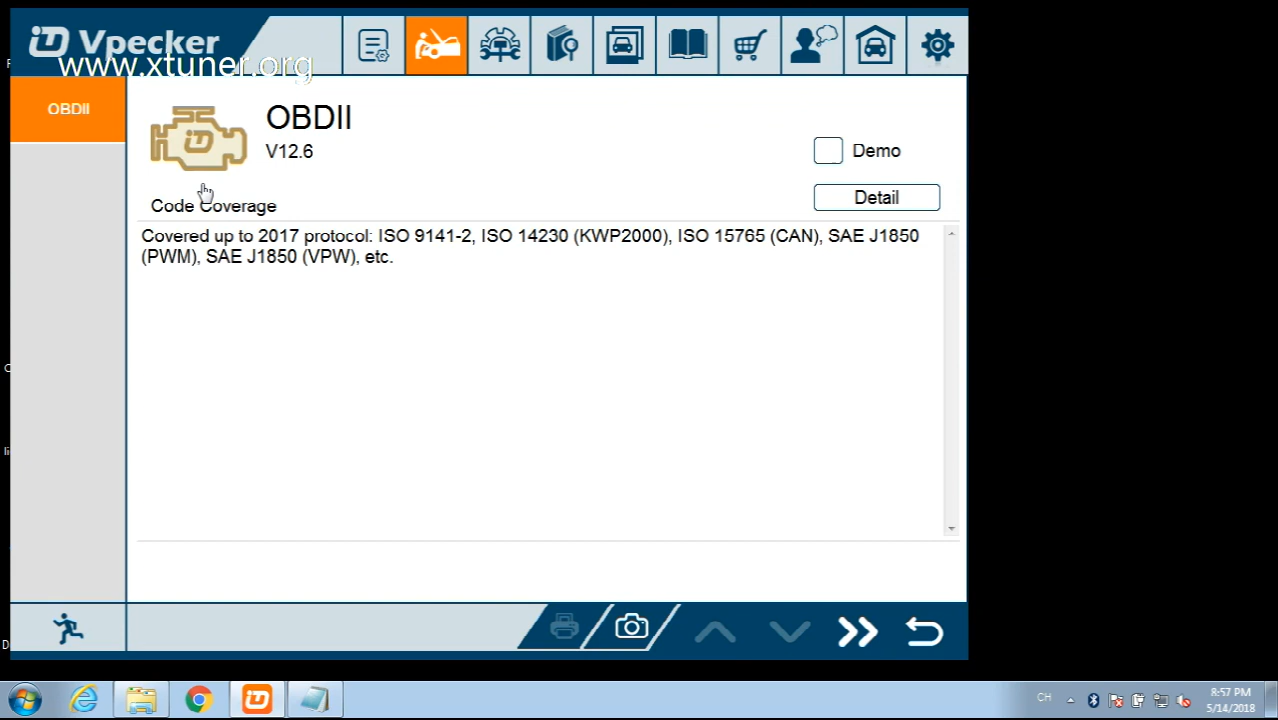 Vpecker
www.xtuner.org
OBDII
OBDII
V12.6
Demo
Code Coverage
Detail
Covered up to 2017 protocol: ISO 9141-2, ISO 14230 (KWP2000), ISO 15765 (CAN), SAE J1850
(PWM), SAE J1850 (VPW), etc.
CH
8:57 PM
5/14/2018